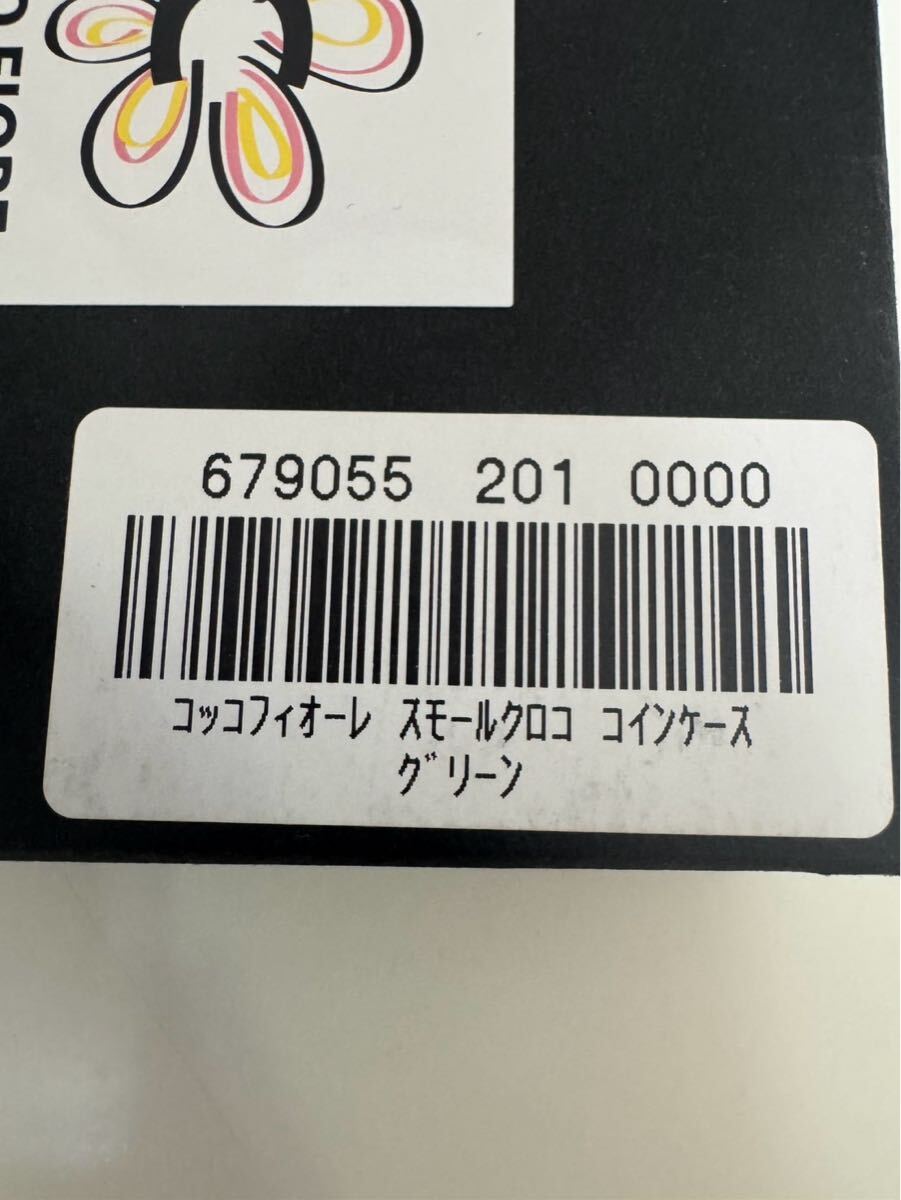 FIORE
679055 201 0000
コッコフィオーレ スモールクロコ コインケース
グリーン